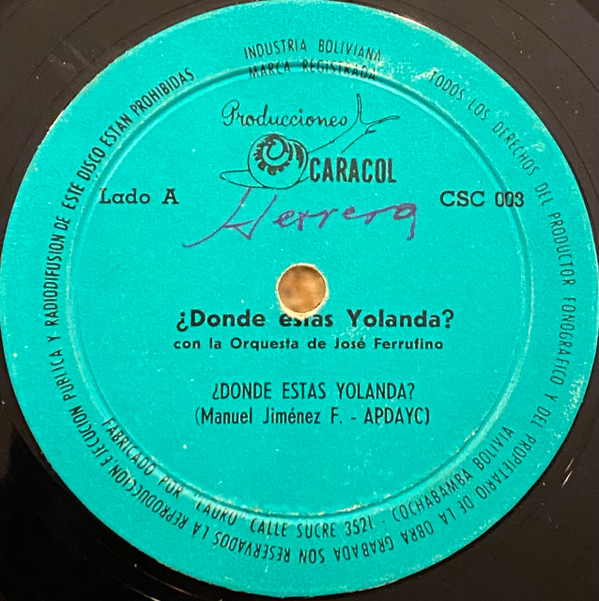 INDUSTRIA BOLIVIANA
MARCA REGISTRADA
TODOS LOS DERECHOS DEL PRODUCTOR FONOGRAFICO Y DEL PROPIETARIO DE LA OBRA GRABADA SON RESERVADOS LA REPRODUCCION EJECUCION PUBLICA Y RADIODIFUSION DE ESTE DISCO ESTAN PROHIBIDAS
Producciones
CARACOL
Lado A
CSC 003
Herrera
¿Donde estas Yolanda?
con la Orquesta de José Ferrufino
¿DONDE ESTAS YOLANDA?
(Manuel Jiménez F. - APDAYC)
FABRICADO POR "LAURO" CALLE SUCRE 3521 - COCHABAMBA BOLIVIA